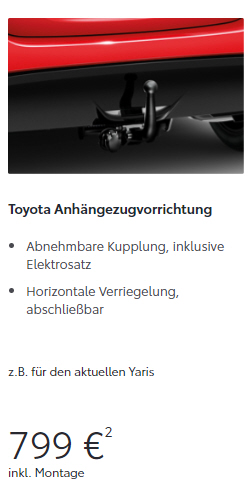 Toyota Anhängezugvorrichtung
• Abnehmbare Kupplung, inklusive
Elektrosatz
• Horizontale Verriegelung,
abschließbar
z.B. für den aktuellen Yaris
799 €²
inkl. Montage